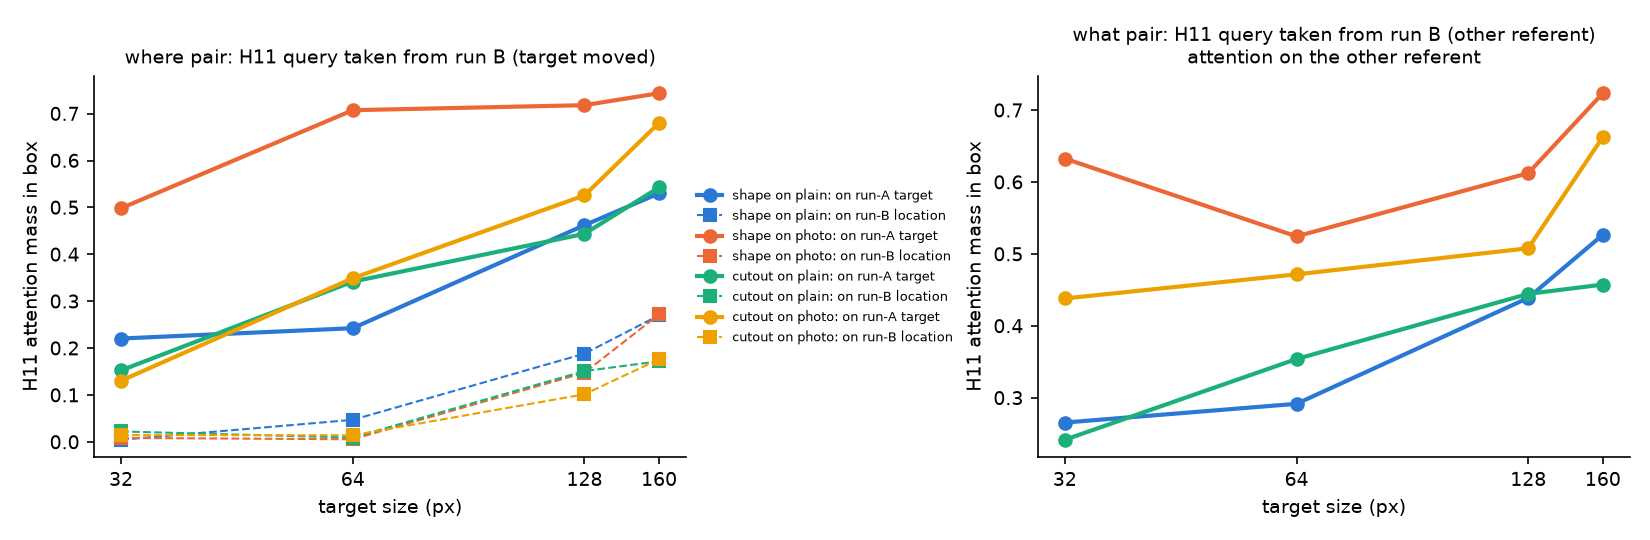 where pair: H11 query taken from run B (target moved)
H11 attention mass in box
0.7
0.6
0.5
0.4
0.3
0.2
0.1
0.0
32
64
128
160
target size (px)
shape on plain: on run-A target
shape on plain: on run-B location
shape on photo: on run-A target
shape on photo: on run-B location
cutout on plain: on run-A target
cutout on plain: on run-B location
cutout on photo: on run-A target
cutout on photo: on run-B location
what pair: H11 query taken from run B (other referent)
attention on the other referent
H11 attention mass in box
0.7
0.6
0.5
0.4
0.3
32
64
128
160
target size (px)